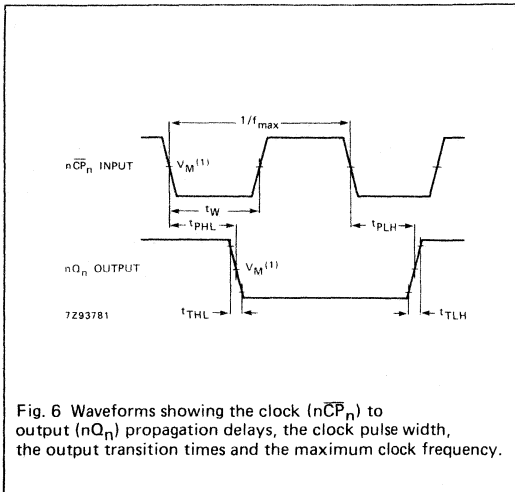 1/fmax
nC̅P̅n INPUT
VM(1)
tW
tPHL
tPLH
nQn OUTPUT
VM(1)
7Z93781
tTHL
tTLH
Fig. 6 Waveforms showing the clock (nC̅P̅n) to
output (nQn) propagation delays, the clock pulse width,
the output transition times and the maximum clock frequency.